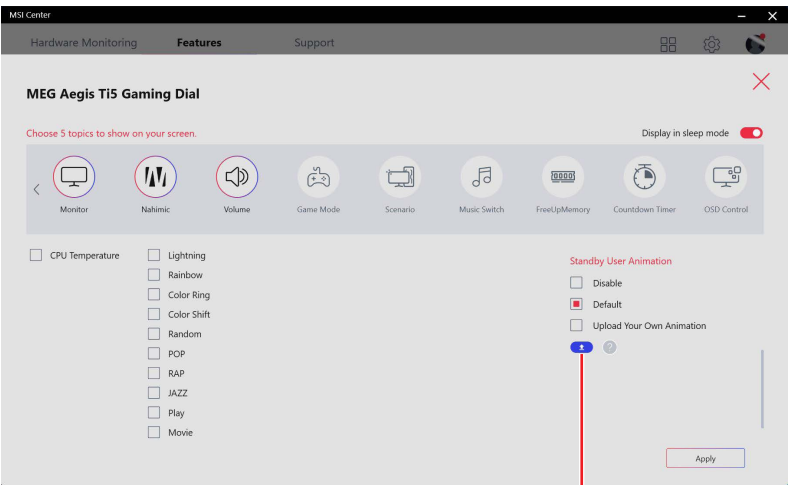 MSI Center
Hardware Monitoring Features Support
MEG Aegis Ti5 Gaming Dial
Choose 5 topics to show on your screen. Display in sleep mode
Monitor Nahimic Volume Game Mode Scenario Music Switch FreeUpMemory Countdown Timer OSD Control
CPU Temperature
Lightning
Rainbow
Color Ring
Color Shift
Random
POP
RAP
JAZZ
Play
Movie
Standby User Animation
Disable
Default
Upload Your Own Animation
?
Apply